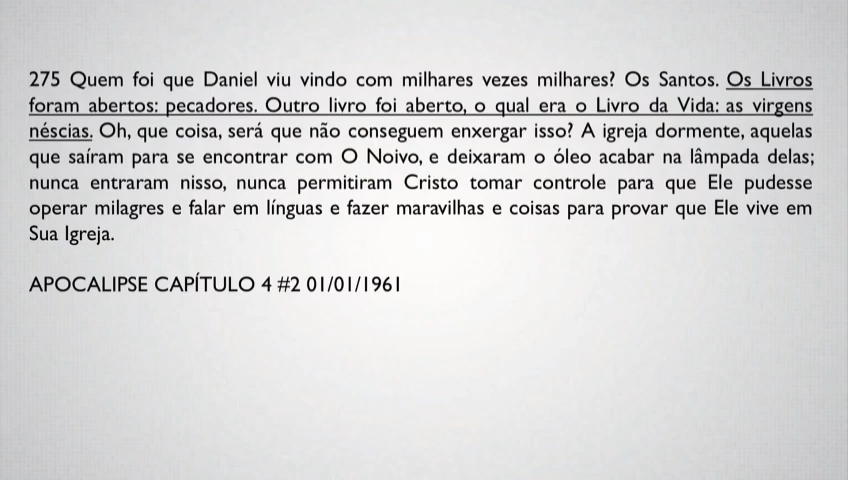 275 Quem foi que Daniel viu vindo com milhares vezes milhares? Os Santos. Os Livros
foram abertos: pecadores. Outro livro foi aberto, o qual era o Livro da Vida: as virgens
néscias. Oh, que coisa, será que não conseguem enxergar isso? A igreja dormente, aquelas
que saíram para se encontrar com O Noivo, e deixaram o óleo acabar na lâmpada delas;
nunca entraram nisso, nunca permitiram Cristo tomar controle para que Ele pudesse
operar milagres e falar em línguas e fazer maravilhas e coisas para provar que Ele vive em
Sua Igreja.
APOCALIPSE CAPÍTULO 4 #2 01/01/1961